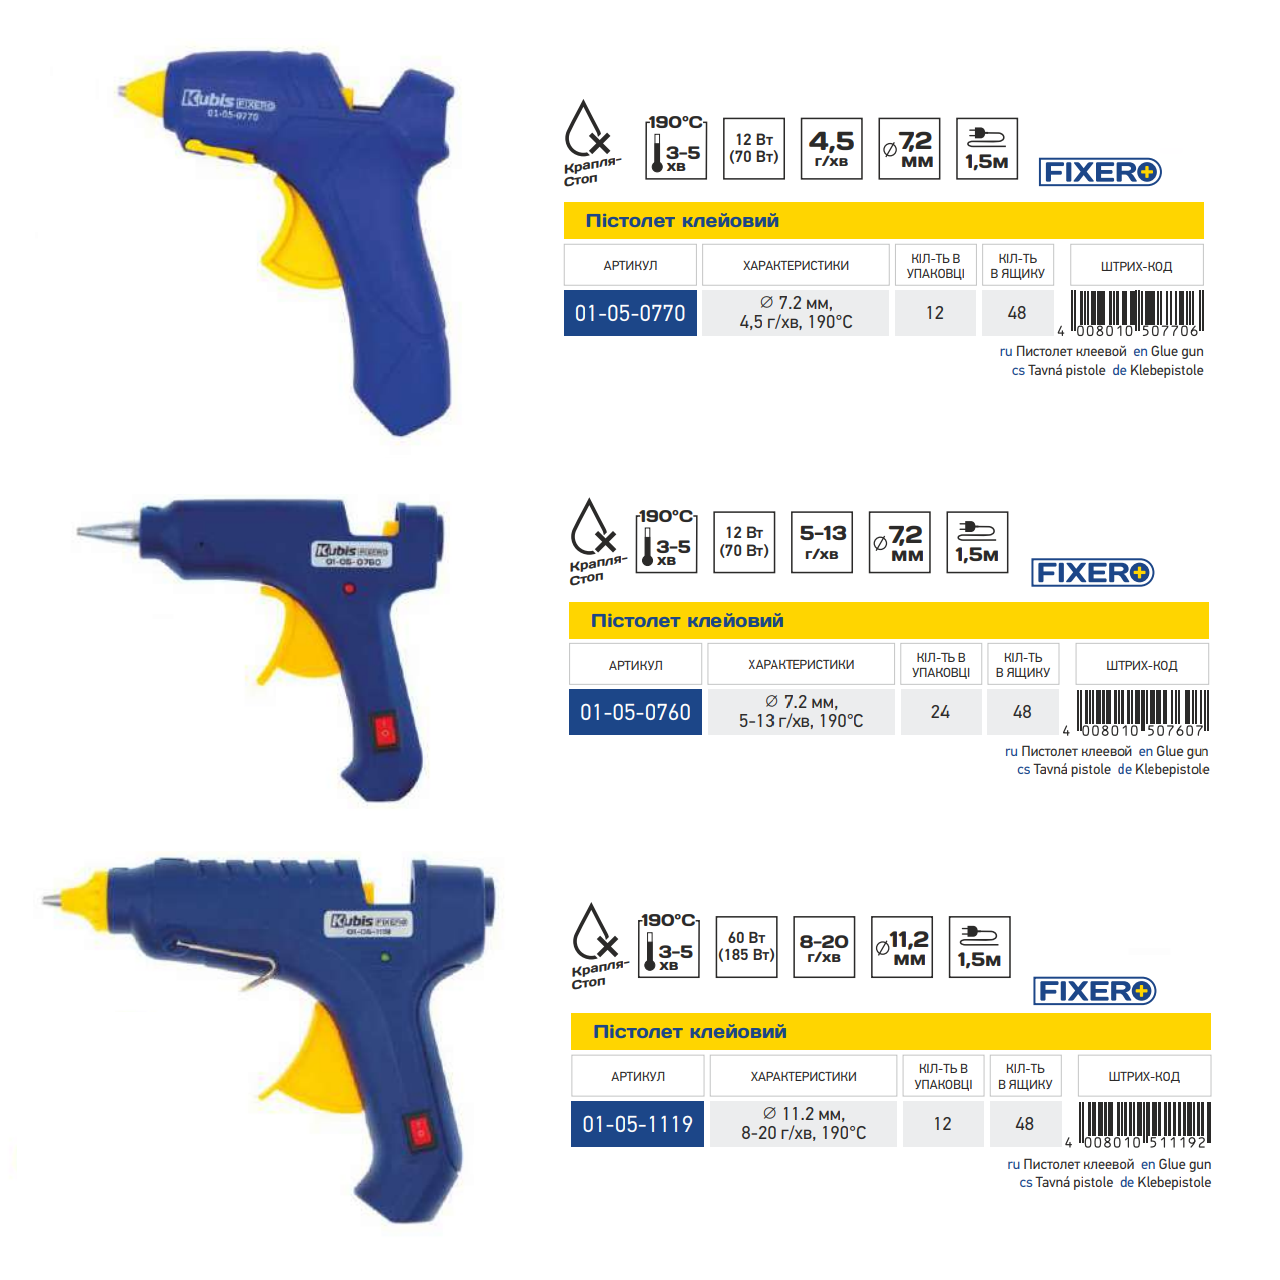 Kubis FIXERO
01-05-0770
Крапля-
Стоп
190°C
3-5
хв
12 Вт
(70 Вт)
4,5
г/хв
⌀7,2
мм
1,5м
FIXERO
Пістолет клейовий
АРТИКУЛ
ХАРАКТЕРИСТИКИ
КІЛ-ТЬ В
УПАКОВЦІ
КІЛ-ТЬ
В ЯЩИКУ
ШТРИХ-КОД
01-05-0770
∅ 7.2 мм,
4,5 г/хв, 190°C
12
48
4 008010 507706
ru Пистолет клеевой en Glue gun
cs Tavná pistole de Klebepistole
Kubis FIXERO
01-05-0760
Крапля-
Стоп
190°C
3-5
хв
12 Вт
(70 Вт)
5-13
г/хв
⌀7,2
мм
1,5м
FIXERO
Пістолет клейовий
АРТИКУЛ
ХАРАКТЕРИСТИКИ
КІЛ-ТЬ В
УПАКОВЦІ
КІЛ-ТЬ
В ЯЩИКУ
ШТРИХ-КОД
01-05-0760
∅ 7.2 мм,
5-13 г/хв, 190°C
24
48
4 008010 507607
ru Пистолет клеевой en Glue gun
cs Tavná pistole de Klebepistole
Kubis FIXERO
01-05-1119
Крапля-
Стоп
190°C
3-5
хв
60 Вт
(185 Вт)
8-20
г/хв
⌀11,2
мм
1,5м
FIXERO
Пістолет клейовий
АРТИКУЛ
ХАРАКТЕРИСТИКИ
КІЛ-ТЬ В
УПАКОВЦІ
КІЛ-ТЬ
В ЯЩИКУ
ШТРИХ-КОД
01-05-1119
∅ 11.2 мм,
8-20 г/хв, 190°C
12
48
4 008010 511192
ru Пистолет клеевой en Glue gun
cs Tavná pistole de Klebepistole